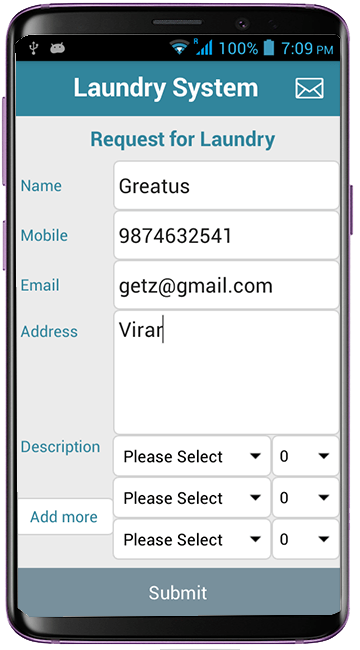 R 100% 7:09 PM
Laundry System
Request for Laundry
Name Greatus
Mobile 9874632541
Email getz@gmail.com
Address Virar
Description Please Select 0
Please Select 0
Add more
Please Select 0
Submit